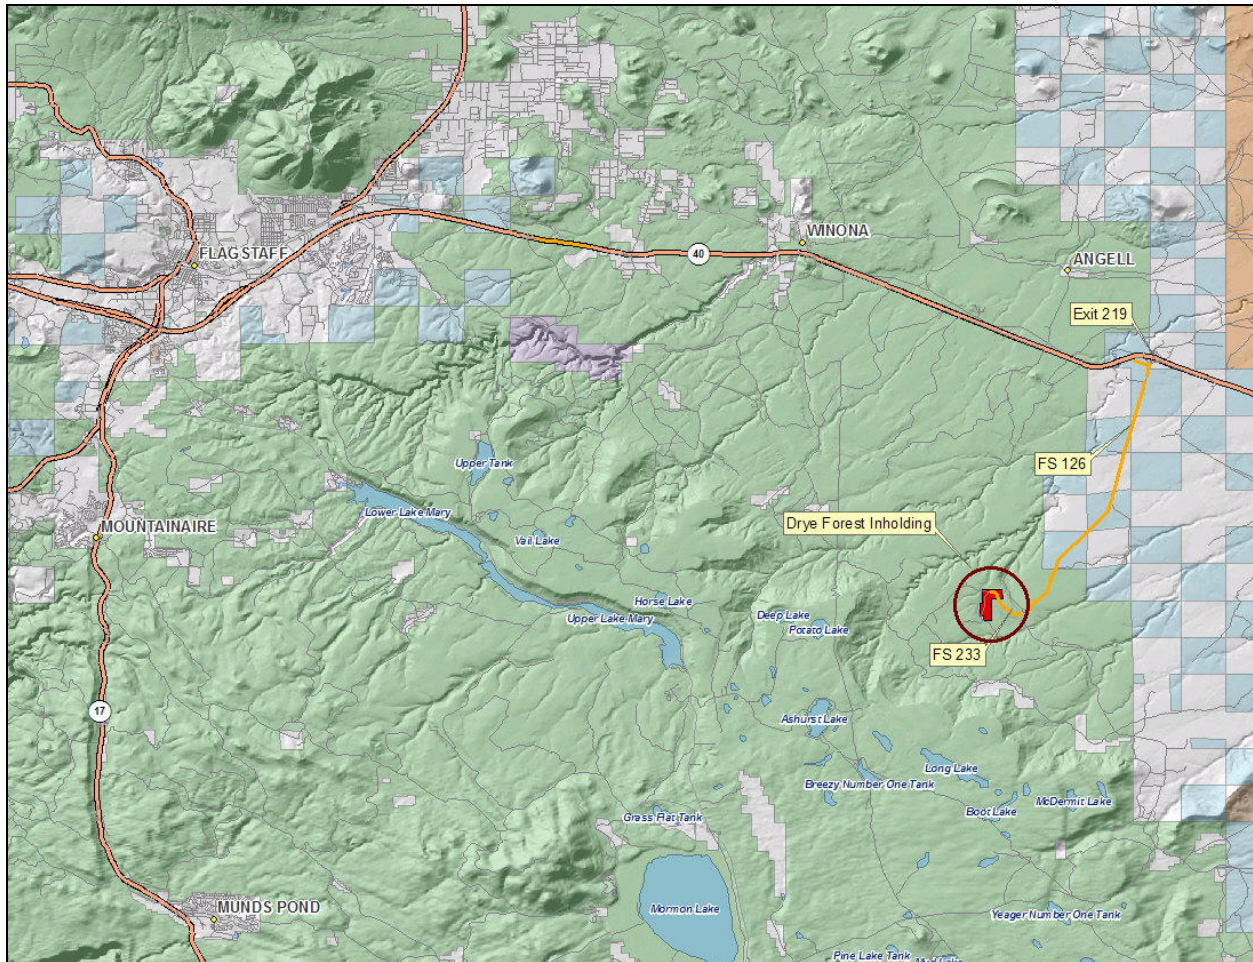 WINONA
FLAGSTAFF
40
ANGELL
Exit 219
Upper Tank
FS 126
Lower Lake Mary
MOUNTAINAIRE
Drye Forest Inholding
Vail Lake
Horse Lake
Upper Lake Mary
Deep Lake
Potato Lake
FS 233
17
Ashurst Lake
Long Lake
Breezy Number One Tank
McDermit Lake
Boot Lake
Grass Flat Tank
MUNDS POND
Mormon Lake
Yeager Number One Tank
Pine Lake Tank
Mud Lake